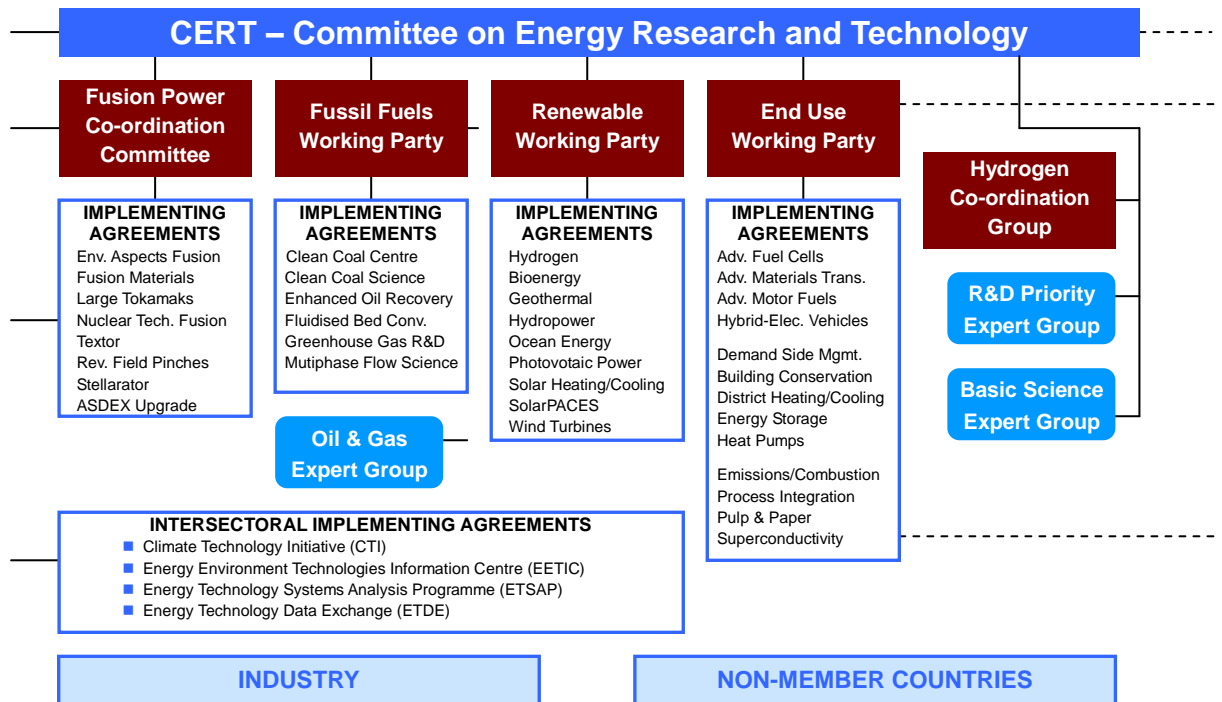 CERT – Committee on Energy Research and Technology
Fusion Power
Co-ordination
Committee
Fussil Fuels
Working Party
Renewable
Working Party
End Use
Working Party
Hydrogen
Co-ordination
Group
IMPLEMENTING
AGREEMENTS
Env. Aspects Fusion
Fusion Materials
Large Tokamaks
Nuclear Tech. Fusion
Textor
Rev. Field Pinches
Stellarator
ASDEX Upgrade
IMPLEMENTING
AGREEMENTS
Clean Coal Centre
Clean Coal Science
Enhanced Oil Recovery
Fluidised Bed Conv.
Greenhouse Gas R&D
Mutiphase Flow Science
Oil & Gas
Expert Group
IMPLEMENTING
AGREEMENTS
Hydrogen
Bioenergy
Geothermal
Hydropower
Ocean Energy
Photovotaic Power
Solar Heating/Cooling
SolarPACES
Wind Turbines
IMPLEMENTING
AGREEMENTS
Adv. Fuel Cells
Adv. Materials Trans.
Adv. Motor Fuels
Hybrid-Elec. Vehicles
Demand Side Mgmt.
Building Conservation
District Heating/Cooling
Energy Storage
Heat Pumps
Emissions/Combustion
Process Integration
Pulp & Paper
Superconductivity
R&D Priority
Expert Group
Basic Science
Expert Group
INTERSECTORAL IMPLEMENTING AGREEMENTS
Climate Technology Initiative (CTI)
Energy Environment Technologies Information Centre (EETIC)
Energy Technology Systems Analysis Programme (ETSAP)
Energy Technology Data Exchange (ETDE)
INDUSTRY
NON-MEMBER COUNTRIES